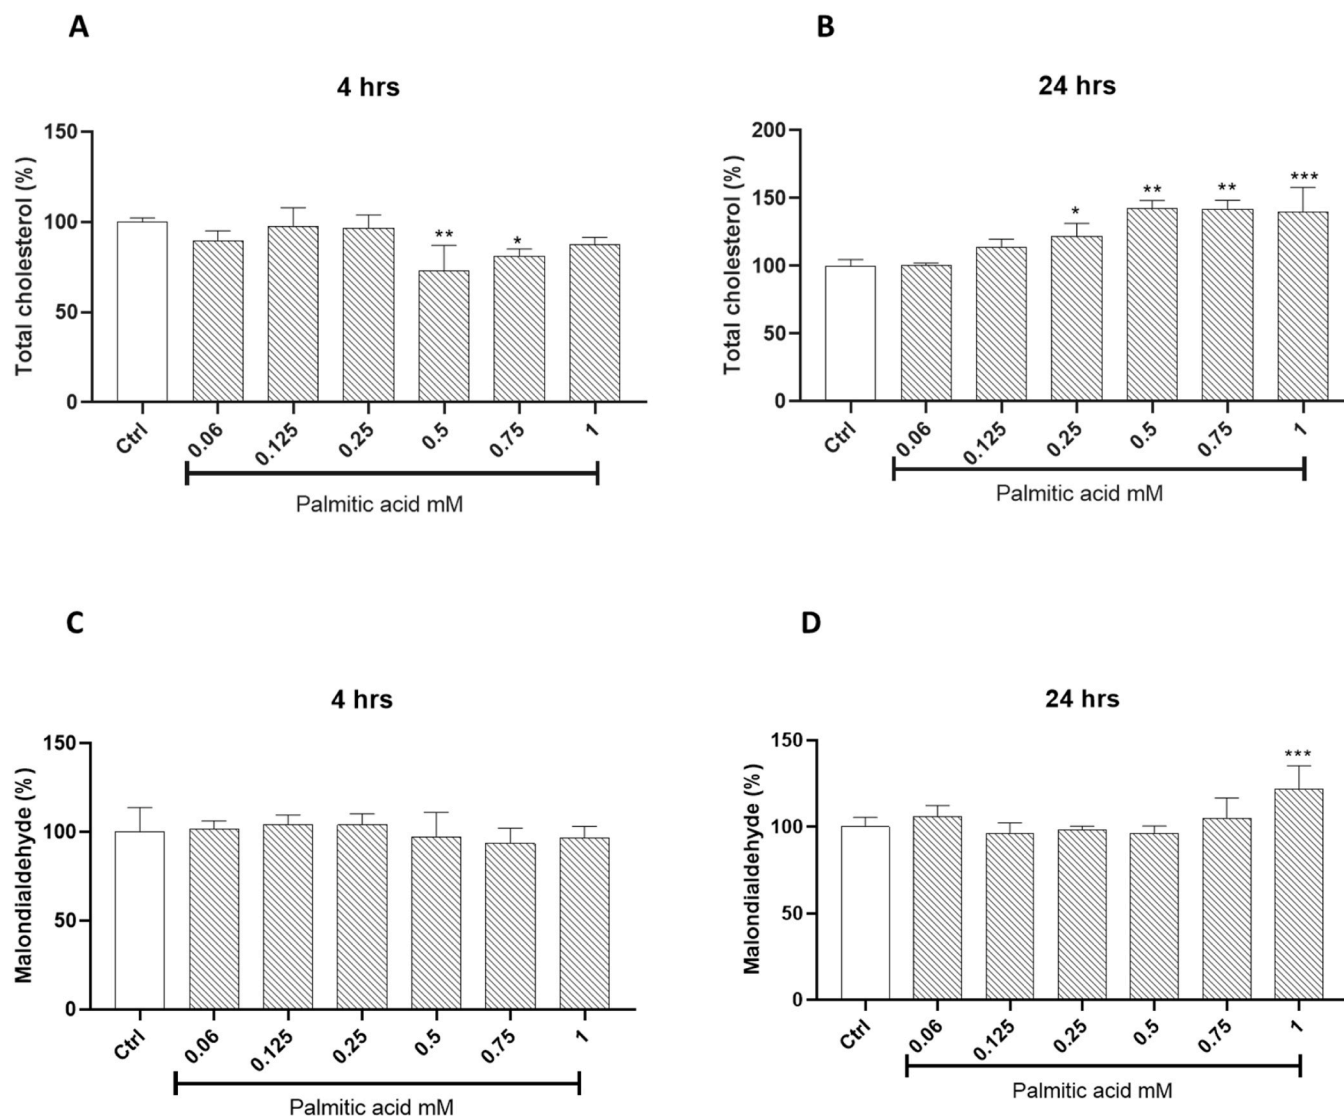 A
4 hrs
Total cholesterol (%)
150
100
50
0
**
*
Ctrl
0.06
0.125
0.25
0.5
0.75
1
Palmitic acid mM
B
24 hrs
Total cholesterol (%)
200
150
100
50
0
*
**
**
***
Ctrl
0.06
0.125
0.25
0.5
0.75
1
Palmitic acid mM
C
4 hrs
Malondialdehyde (%)
150
100
50
0
Ctrl
0.06
0.125
0.25
0.5
0.75
1
Palmitic acid mM
D
24 hrs
Malondialdehyde (%)
150
100
50
0
***
Ctrl
0.06
0.125
0.25
0.5
0.75
1
Palmitic acid mM